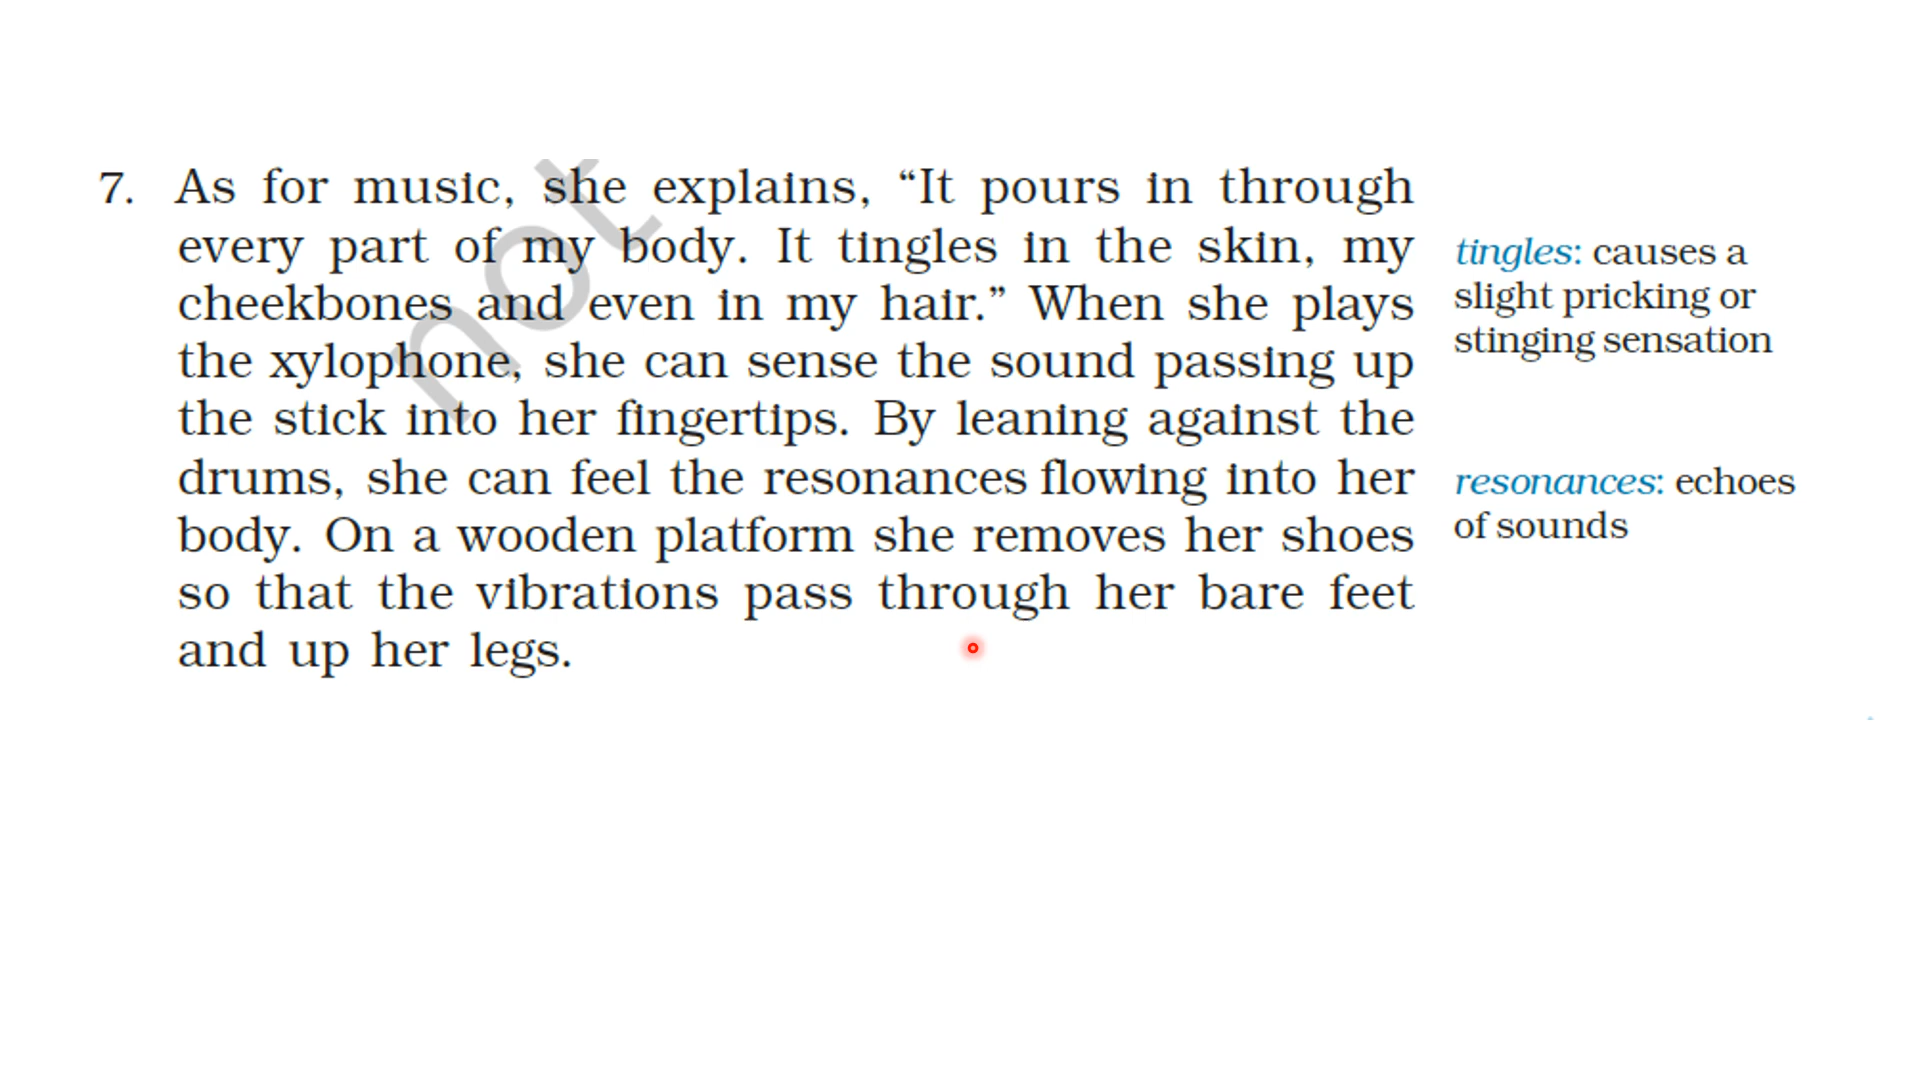 7. As for music, she explains, “It pours in through
every part of my body. It tingles in the skin, my
cheekbones and even in my hair.” When she plays
the xylophone, she can sense the sound passing up
the stick into her fingertips. By leaning against the
drums, she can feel the resonances flowing into her
body. On a wooden platform she removes her shoes
so that the vibrations pass through her bare feet
and up her legs.
tingles: causes a
slight pricking or
stinging sensation
resonances: echoes
of sounds
not